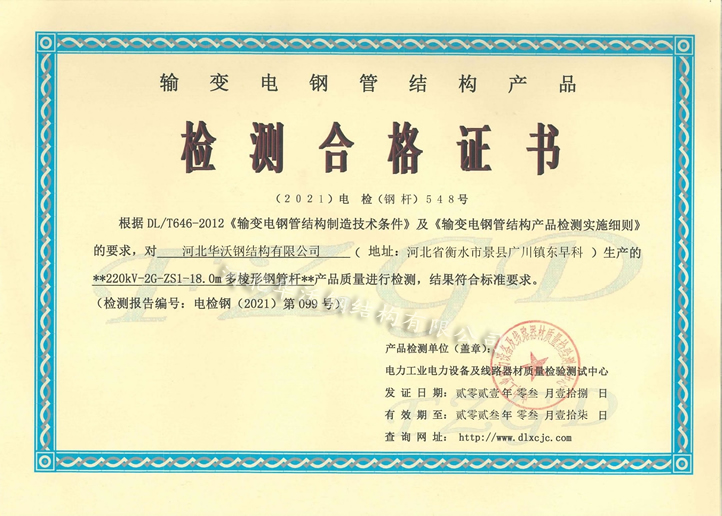 输变电钢管结构产品
检测合格证书
（2021）电 检（钢 杆）548号
根据 DL/T646-2012《输变电钢管结构制造技术条件》及《输变电钢管结构产品检测实施细则》
的要求，对 河北华沃钢结构有限公司 （ 地址：河北省衡水市景县广川镇东早科 ）生产的
**220kV-2G-ZS1-18.0m 多棱形钢管杆**产品质量进行检测，结果符合标准要求。
（检测报告编号：电检钢（2021）第 099号）
产品检测单位（盖章）：
电力工业电力设备及线路器材质量检验测试中心
发 证 日 期：贰零贰壹年 零叁 月壹拾捌 日
有 效 期 至：贰零贰叁年 零叁 月壹拾柒 日
查 询 网 址：http://www.dlxcjc.com